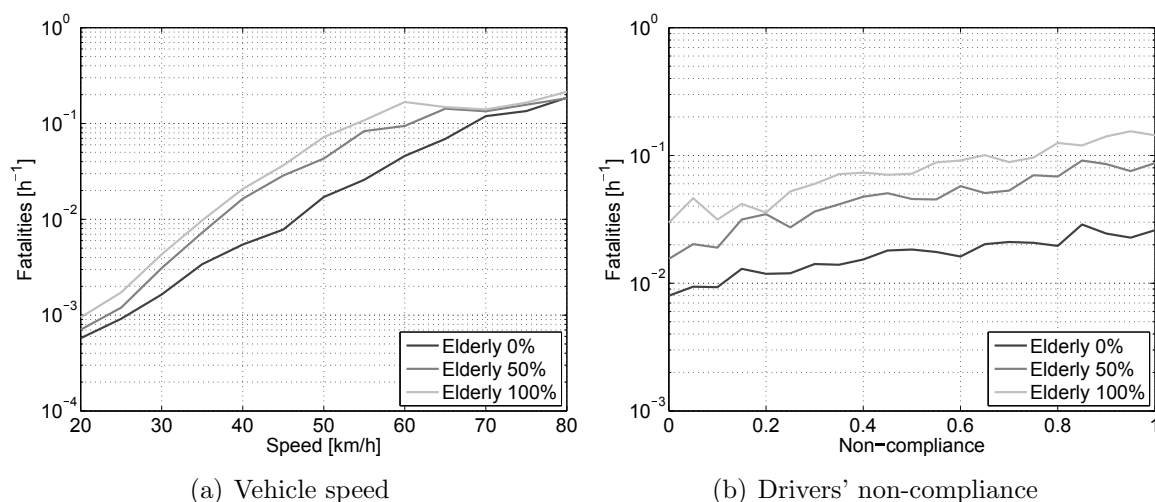 10^0
10^−1
10^−2
10^−3
10^−4
Fatalities [h^−1]
20 30 40 50 60 70 80
Speed [km/h]
Elderly 0%
Elderly 50%
Elderly 100%
(a) Vehicle speed
10^0
10^−1
10^−2
10^−3
Fatalities [h^−1]
0 0.2 0.4 0.6 0.8 1
Non−compliance
Elderly 0%
Elderly 50%
Elderly 100%
(b) Drivers' non-compliance